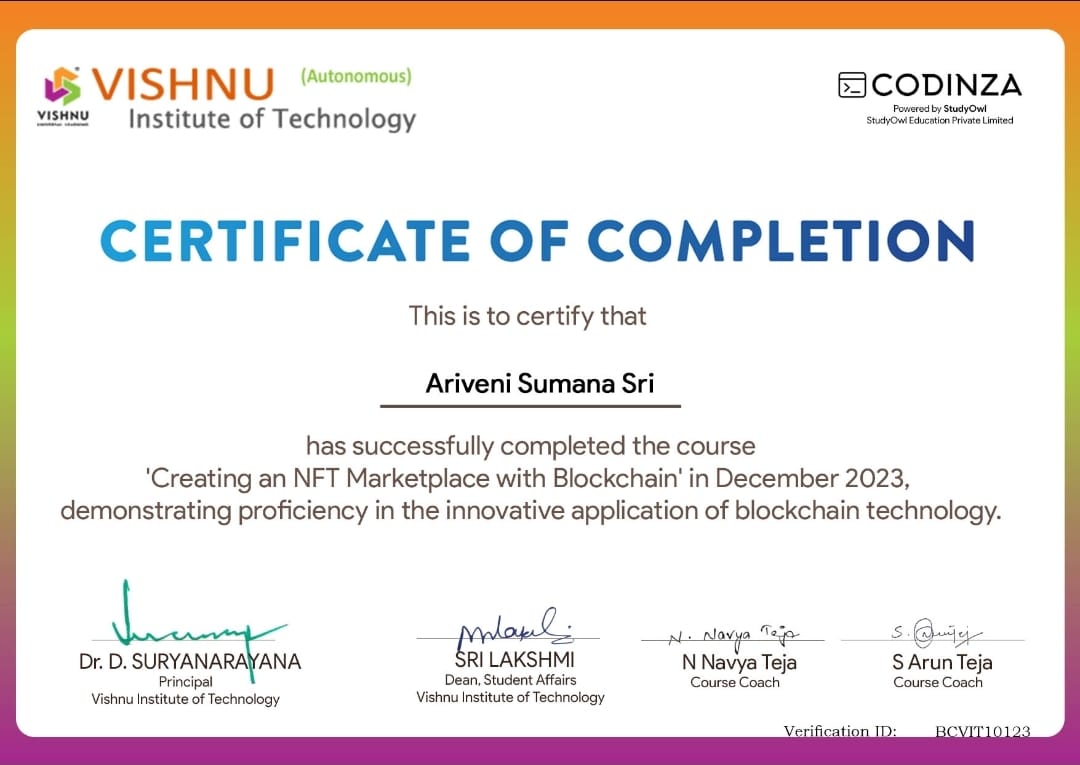 VISHNU (Autonomous)
Institute of Technology
VISHNU
CODINZA
Powered by StudyOwl
StudyOwl Education Private Limited
CERTIFICATE OF COMPLETION
This is to certify that
Ariveni Sumana Sri
has successfully completed the course
'Creating an NFT Marketplace with Blockchain' in December 2023,
demonstrating proficiency in the innovative application of blockchain technology.
N. Navya Teja
Dr. D. SURYANARAYANA
Principal
Vishnu Institute of Technology
SRI LAKSHMI
Dean, Student Affairs
Vishnu Institute of Technology
N Navya Teja
Course Coach
S Arun Teja
Course Coach
Verification ID: BCVIT10123